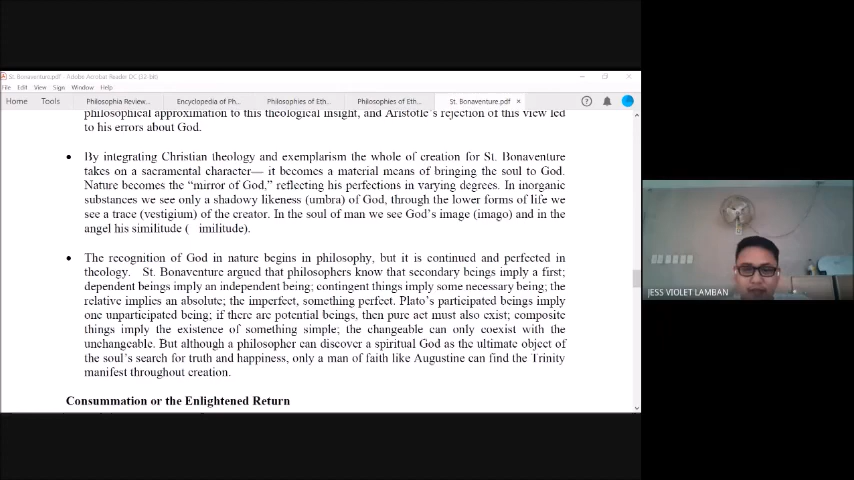 St. Bonaventure.pdf - Adobe Acrobat Reader DC (32-bit)
File Edit View Sign Window Help
Home Tools Philosophia Review... Encyclopedia of Ph... Philosophies of Eth... Philosophies of Eth... St. Bonaventure.pdf ×
philosophical approximation to this theological insight, and Aristotle's rejection of this view led
to his errors about God.
• By integrating Christian theology and exemplarism the whole of creation for St. Bonaventure
takes on a sacramental character— it becomes a material means of bringing the soul to God.
Nature becomes the "mirror of God," reflecting his perfections in varying degrees. In inorganic
substances we see only a shadowy likeness (umbra) of God, through the lower forms of life we
see a trace (vestigium) of the creator. In the soul of man we see God's image (imago) and in the
angel his similitude ( imilitude).
• The recognition of God in nature begins in philosophy, but it is continued and perfected in
theology. St. Bonaventure argued that philosophers know that secondary beings imply a first;
dependent beings imply an independent being; contingent things imply some necessary being; the
relative implies an absolute; the imperfect, something perfect. Plato's participated beings imply
one unparticipated being; if there are potential beings, then pure act must also exist; composite
things imply the existence of something simple; the changeable can only coexist with the
unchangeable. But although a philosopher can discover a spiritual God as the ultimate object of
the soul's search for truth and happiness, only a man of faith like Augustine can find the Trinity
manifest throughout creation.
Consummation or the Enlightened Return
JESS VIOLET LAMBAN